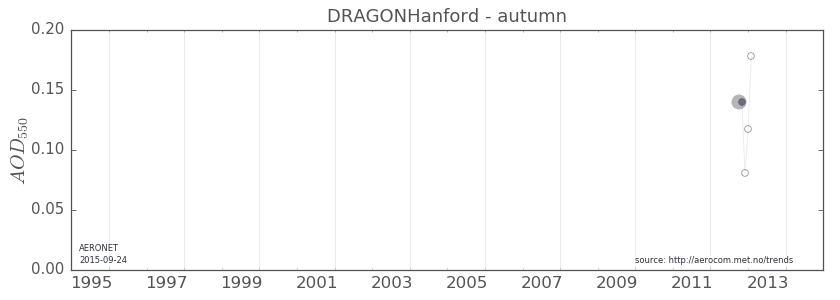 DRAGONHanford - autumn
0.20
0.15
0.10
0.05
0.00
AOD550
AERONET
2015-09-24
source: http://aerocom.met.no/trends
1995 1997 1999 2001 2003 2005 2007 2009 2011 2013